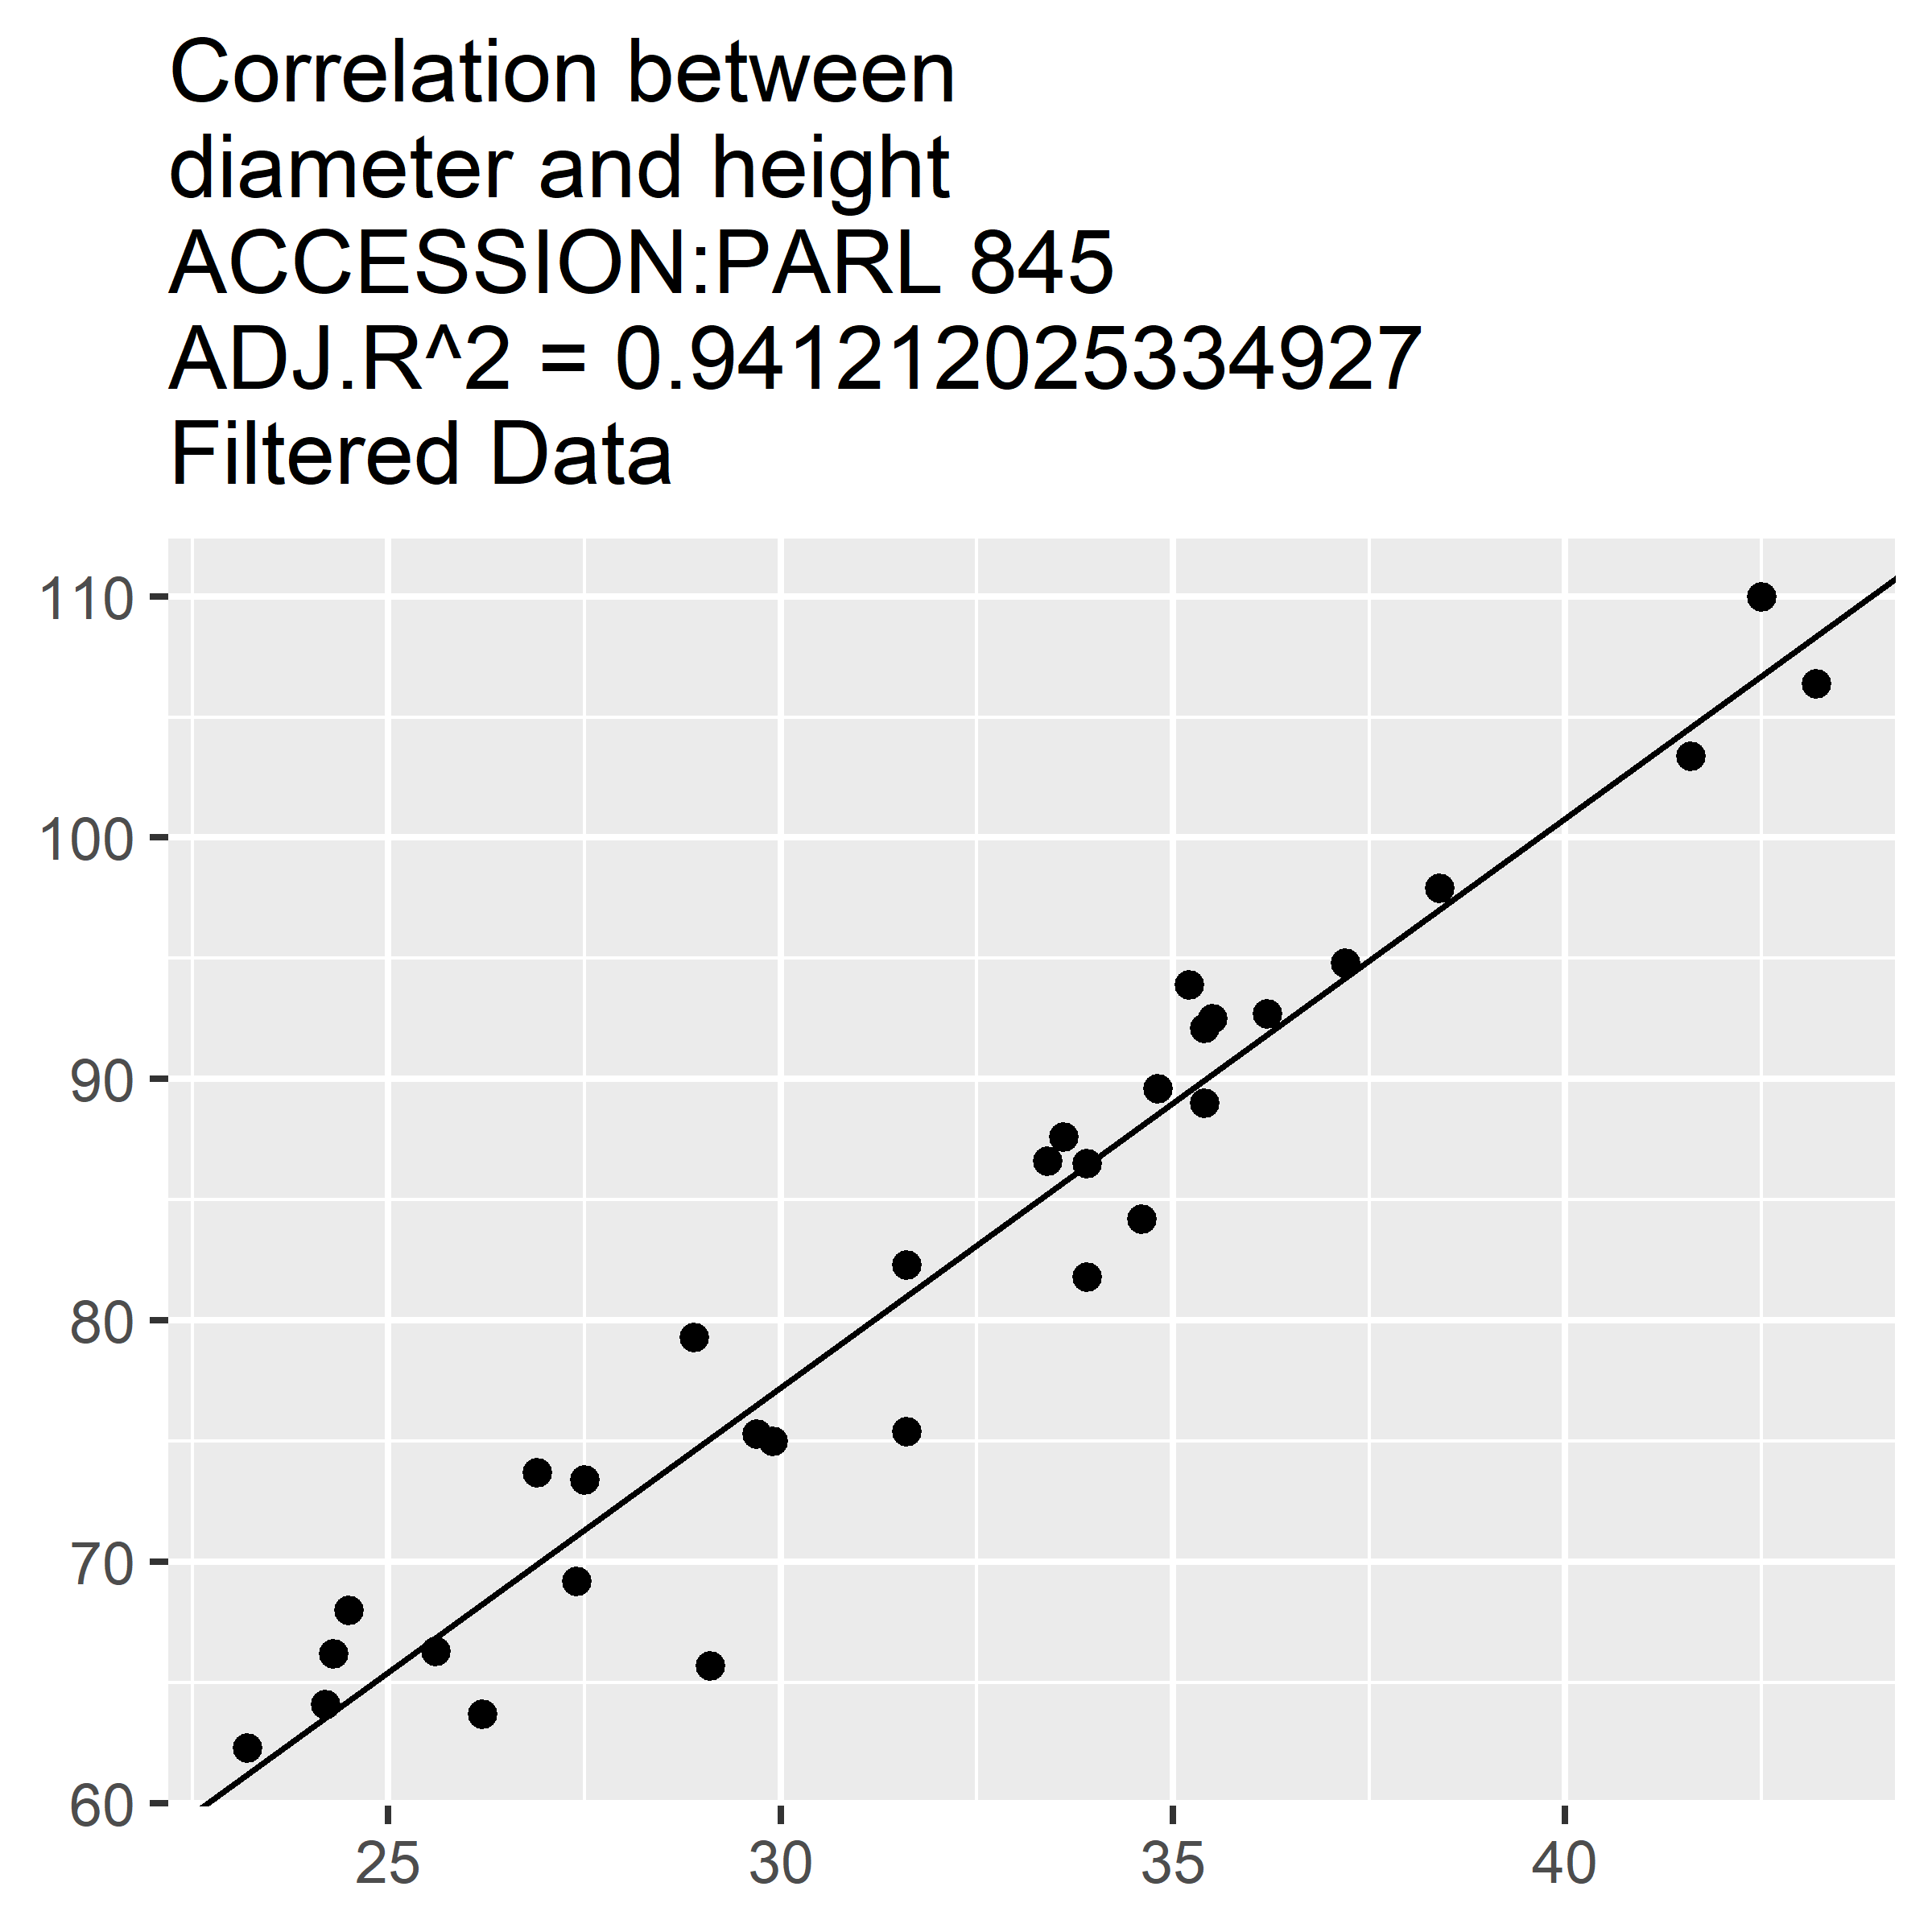 Correlation between
diameter and height
ACCESSION:PARL 845
ADJ.R^2 = 0.941212025334927
Filtered Data
110
100
90
80
70
60
25 30 35 40